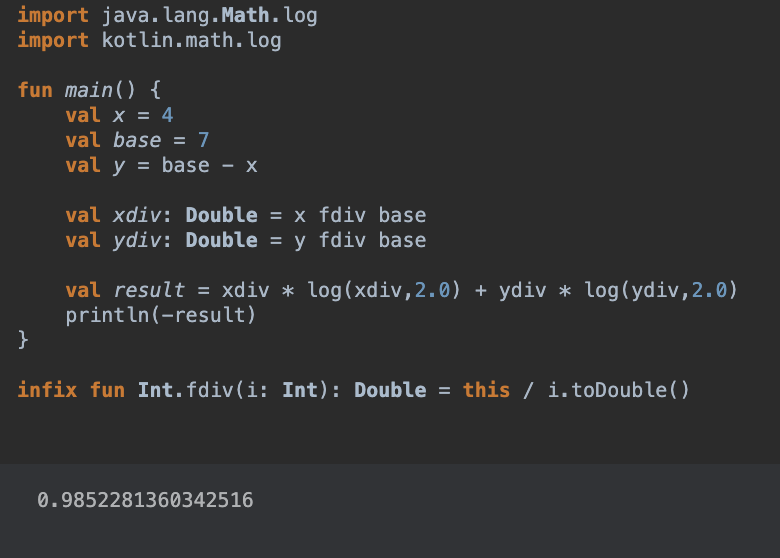 import java.lang.Math.log
import kotlin.math.log
fun main() {
val x = 4
val base = 7
val y = base - x
val xdiv: Double = x fdiv base
val ydiv: Double = y fdiv base
val result = xdiv * log(xdiv,2.0) + ydiv * log(ydiv,2.0)
println(-result)
}
infix fun Int.fdiv(i: Int): Double = this / i.toDouble()
0.9852281360342516